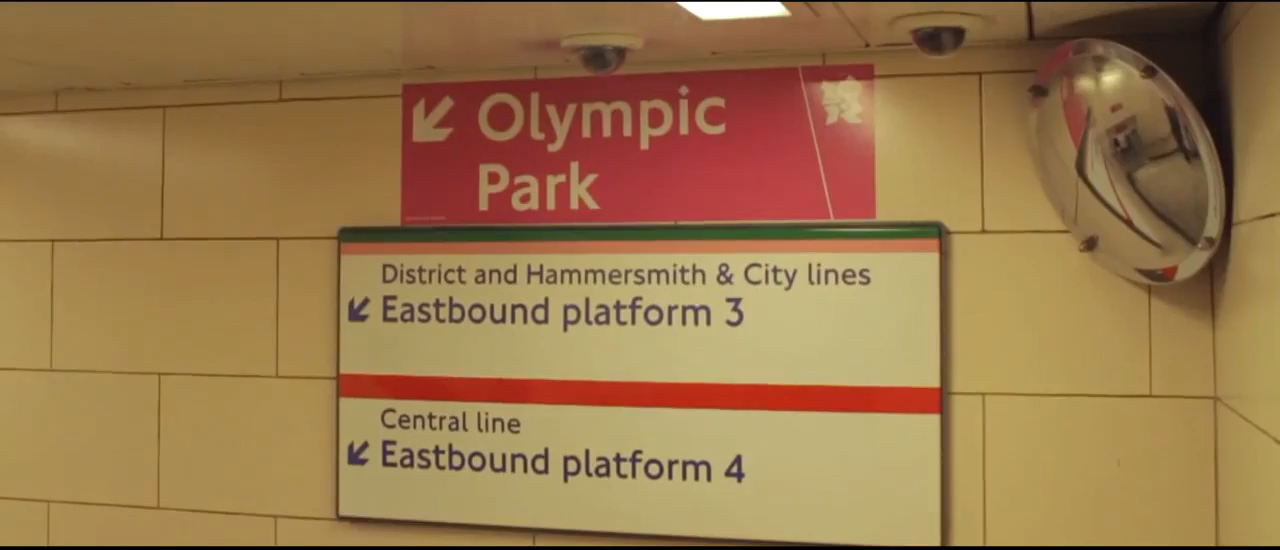 Olympic
Park
District and Hammersmith & City lines
Eastbound platform 3
Central line
Eastbound platform 4